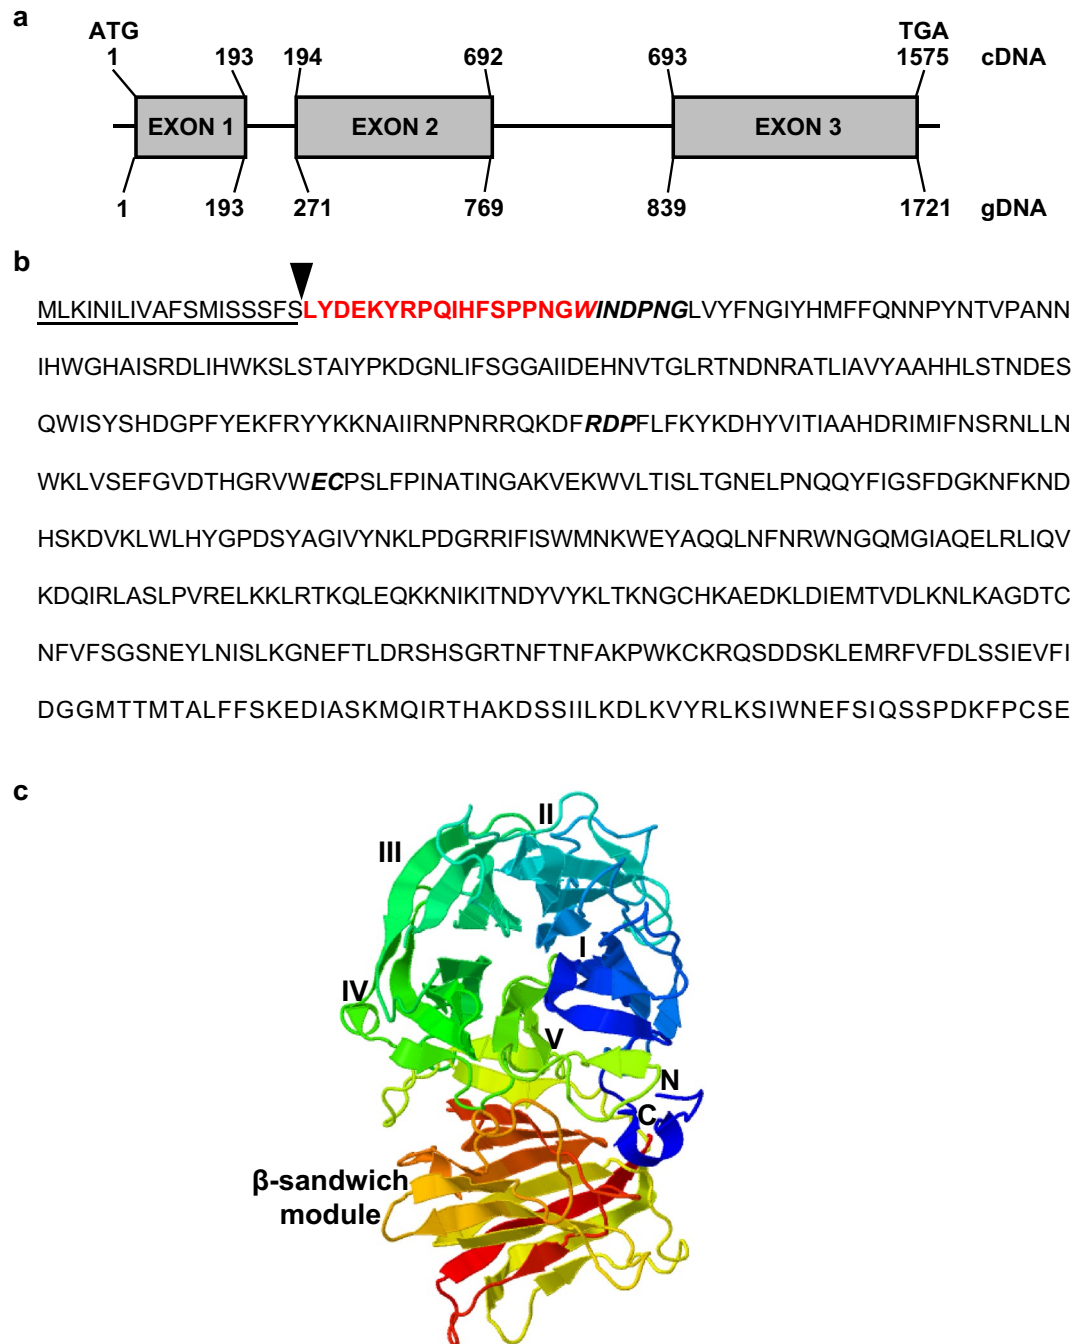 a
ATG TGA
1 193 194 692 693 1575 cDNA
EXON 1 EXON 2 EXON 3
1 193 271 769 839 1721 gDNA
b
MLKINILIVAFSMISSSFSLYDEKYRPQIHFSPPNGWINDPNGLVYFNGIYHMFFQNNPYNTVPANN
IHWGHAISRDLIHWKSLSTAIYPKDGNLIFSGGAIIDEHNVTGLRTNDNRATLIAVYAAHHLSTNDES
QWISYSHDGPFYEKFRYYKKNAIIRNPNRRQKDFRDPFLFKYKDHYVITIAAHDRIMIFNSRNLLN
WKLVSEFGVDTHGRVWECPSLFPINATINGAKVEKWVLTISLTGNELPNQQYFIGSFDGKNFKND
HSKDVKLWLHYGPDSYAGIVYNKLPDGRRIFISWMNKWEYAQQLNFNRWNGQMGIAQELRLIQV
KDQIRLASLPVRELKKLRTKQLEQKKNIKITNDYVYKLTKNGCHKAEDKLDIEMTVDLKNLKAGDTC
NFVFSGSNEYLNISLKGNEFTLDRSHSGRTNFTNFAKPWKCKRQSDDSKLEMRFVFDLSSIEVFI
DGGMTTMTALFFSKEDIASKMQIRTHAKDSSIILKDLKVYRLKSIWNEFSIQSSPDKFPCSE
c
II
III
I
IV
V
N
C
β-sandwich
module